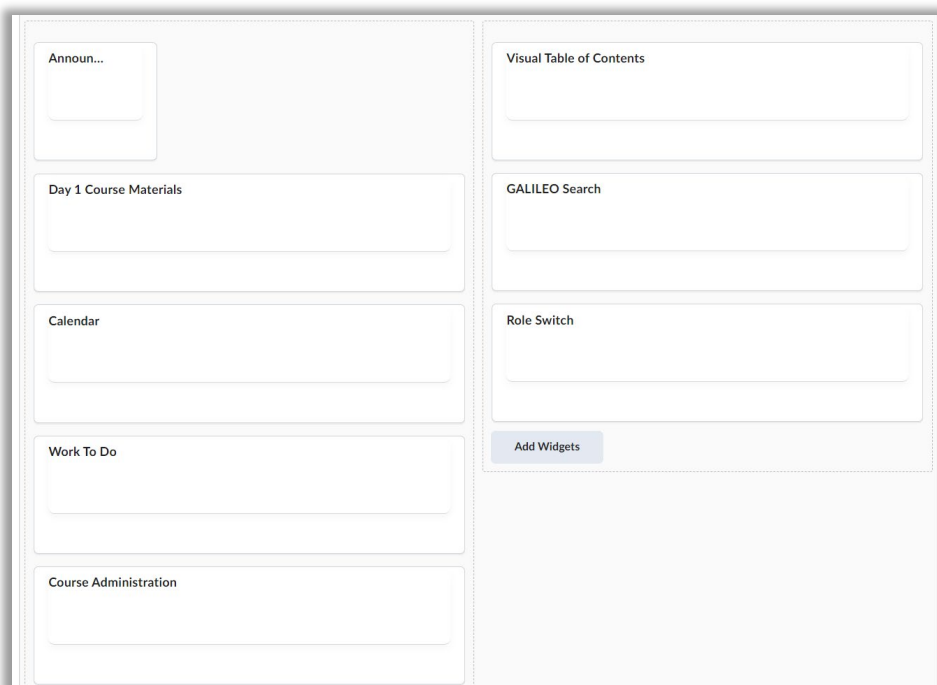 Announ...
Day 1 Course Materials
Calendar
Work To Do
Course Administration
Visual Table of Contents
GALILEO Search
Role Switch
Add Widgets